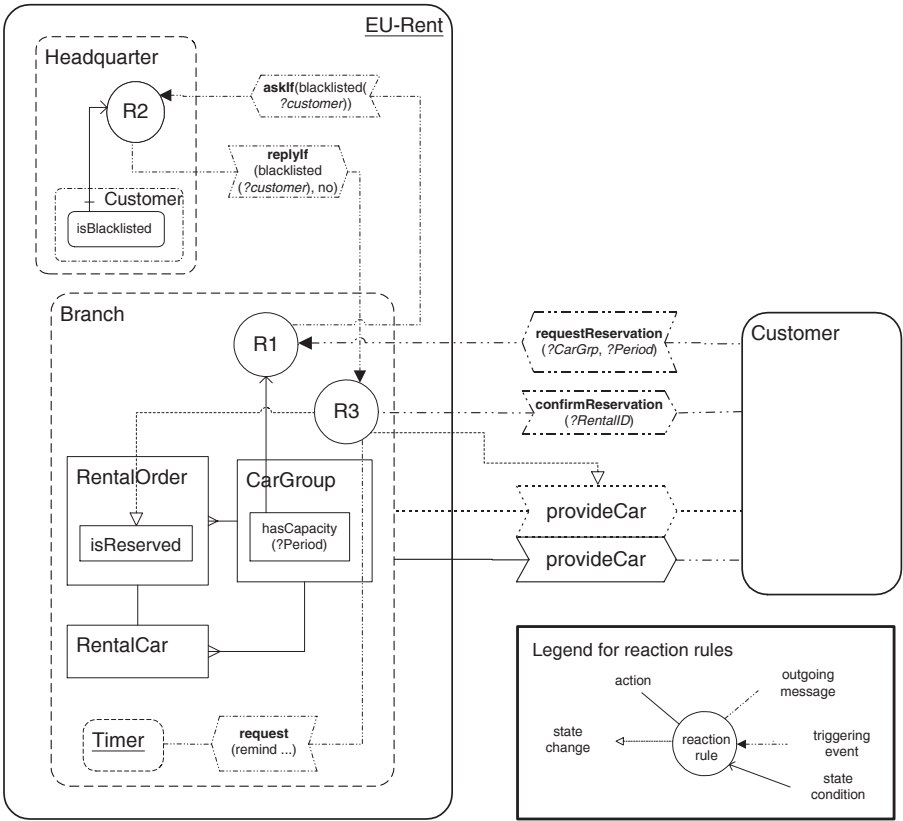 EU-Rent
Headquarter
R2
askIf(blacklisted(
?customer))
replyIf
(blacklisted
(?customer), no)
Customer
isBlacklisted
Branch
R1
requestReservation
(?CarGrp, ?Period)
Customer
R3
confirmReservation
(?RentalID)
RentalOrder
CarGroup
isReserved
hasCapacity
(?Period)
provideCar
provideCar
RentalCar
Timer
request
(remind ...)
Legend for reaction rules
action
outgoing
message
state
change
reaction
rule
triggering
event
state
condition